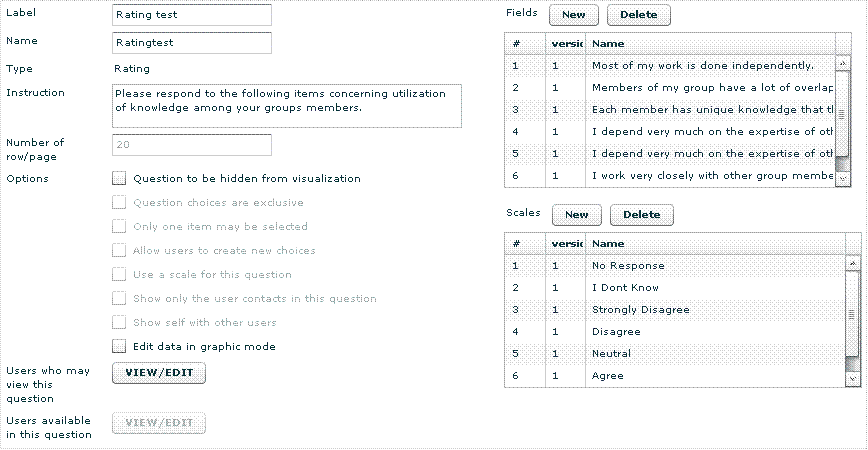 Label Rating test
Name Ratingtest
Type Rating
Instruction Please respond to the following items concerning utilization
of knowledge among your groups members.
Number of
row/page 20
Options Question to be hidden from visualization
Question choices are exclusive
Only one item may be selected
Allow users to create new choices
Use a scale for this question
Show only the user contacts in this question
Show self with other users
Edit data in graphic mode
Users who may
view this
question
VIEW/EDIT
Users available
in this question
VIEW/EDIT
Fields New Delete
# versic Name
1 1 Most of my work is done independently.
2 1 Members of my group have a lot of overlap
3 1 Each member has unique knowledge that th
4 1 I depend very much on the expertise of oth
5 1 I depend very much on the expertise of oth
6 1 I work very closely with other group membe
Scales New Delete
# versic Name
1 1 No Response
2 1 I Dont Know
3 1 Strongly Disagree
4 1 Disagree
5 1 Neutral
6 1 Agree